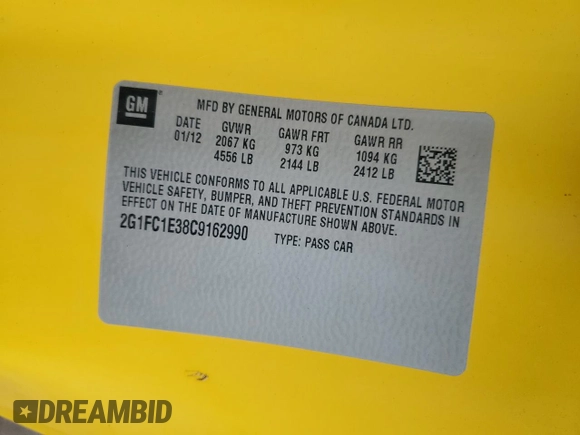 GM
MFD BY GENERAL MOTORS OF CANADA LTD.
DATE GVWR GAWR FRT GAWR RR
01/12 2067 KG 973 KG 1094 KG
4556 LB 2144 LB 2412 LB
THIS VEHICLE CONFORMS TO ALL APPLICABLE U.S. FEDERAL MOTOR
VEHICLE SAFETY, BUMPER, AND THEFT PREVENTION STANDARDS IN
EFFECT ON THE DATE OF MANUFACTURE SHOWN ABOVE.
2G1FC1E38C9162990 TYPE: PASS CAR
DREAMBID